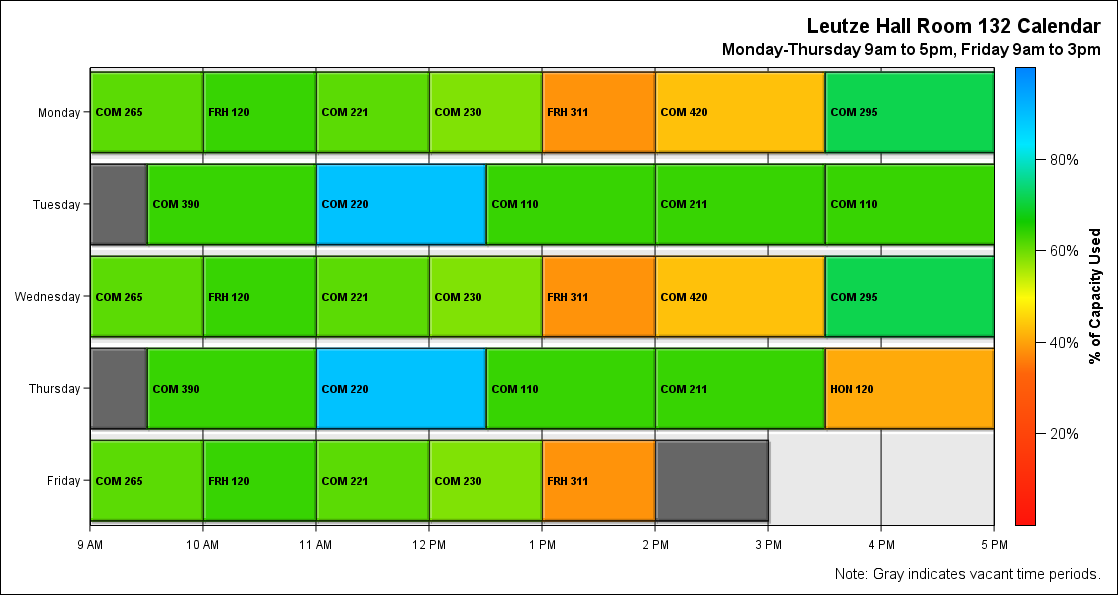 Leutze Hall Room 132 Calendar
Monday-Thursday 9am to 5pm, Friday 9am to 3pm
Monday
COM 265 FRH 120 COM 221 COM 230 FRH 311 COM 420 COM 295
Tuesday
COM 390 COM 220 COM 110 COM 211 COM 110
Wednesday
COM 265 FRH 120 COM 221 COM 230 FRH 311 COM 420 COM 295
Thursday
COM 390 COM 220 COM 110 COM 211 HON 120
Friday
COM 265 FRH 120 COM 221 COM 230 FRH 311
9 AM 10 AM 11 AM 12 PM 1 PM 2 PM 3 PM 4 PM 5 PM
80%
60%
40%
20%
% of Capacity Used
Note: Gray indicates vacant time periods.